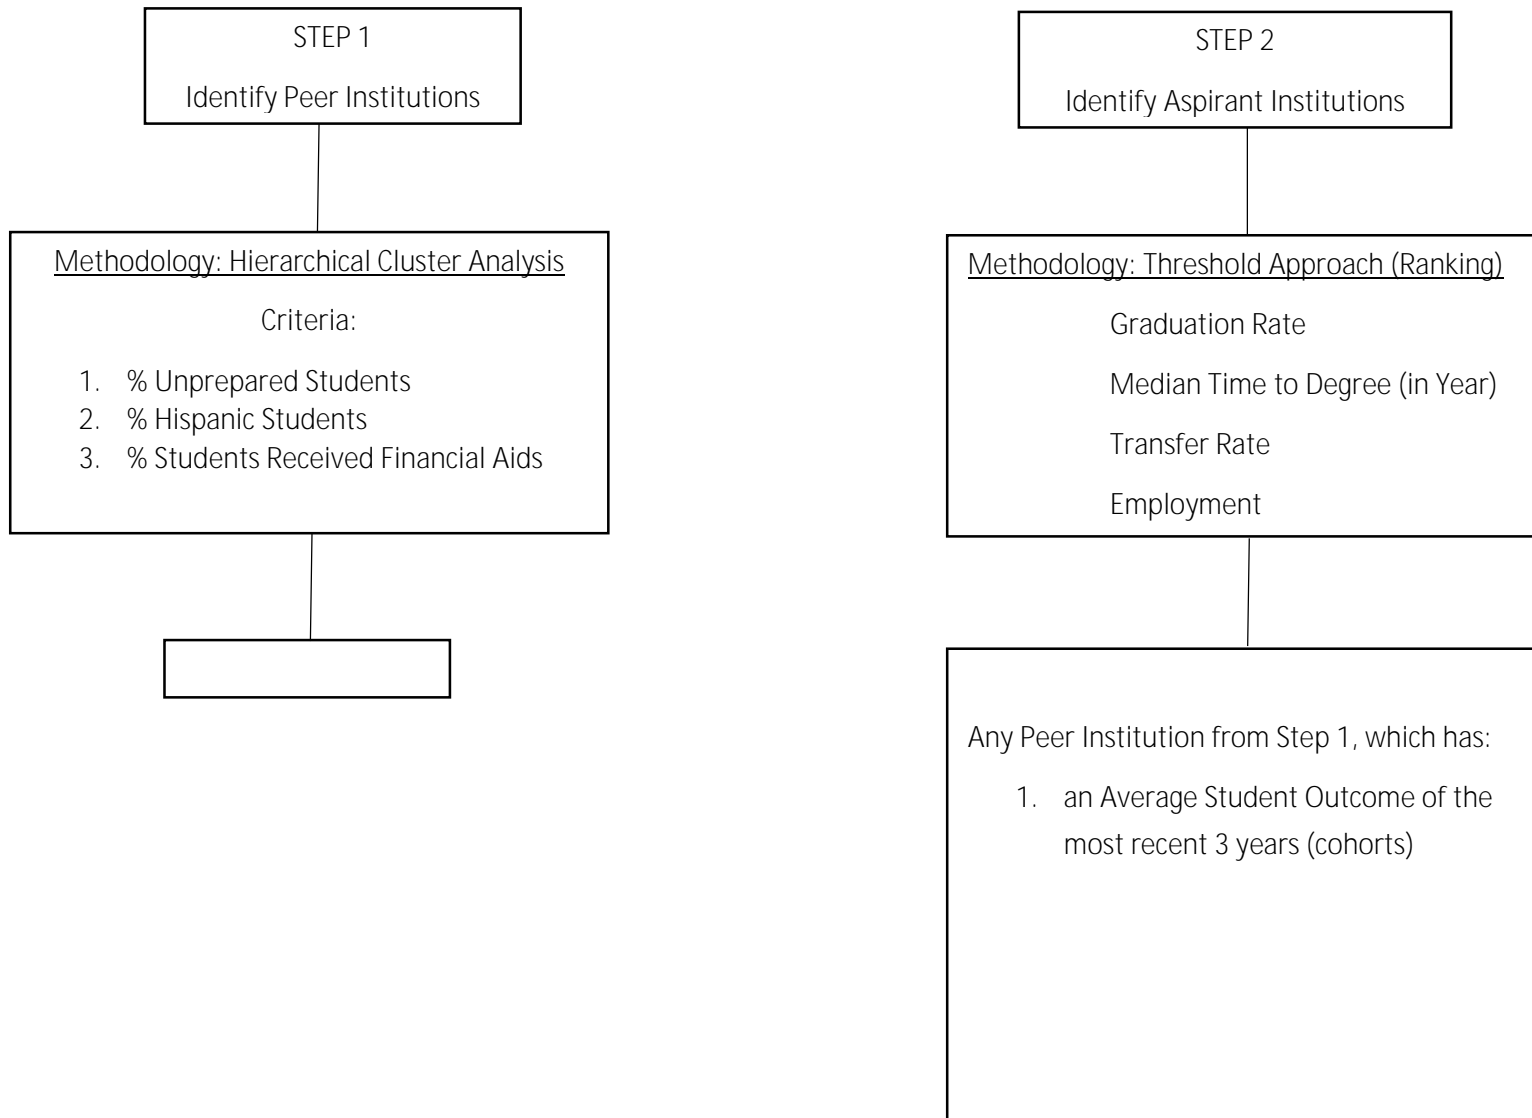 STEP 1
Identify Peer Institutions
Methodology: Hierarchical Cluster Analysis
Criteria:
1. % Unprepared Students
2. % Hispanic Students
3. % Students Received Financial Aids
STEP 2
Identify Aspirant Institutions
Methodology: Threshold Approach (Ranking)
Graduation Rate
Median Time to Degree (in Year)
Transfer Rate
Employment
Any Peer Institution from Step 1, which has:
1. an Average Student Outcome of the
most recent 3 years (cohorts)